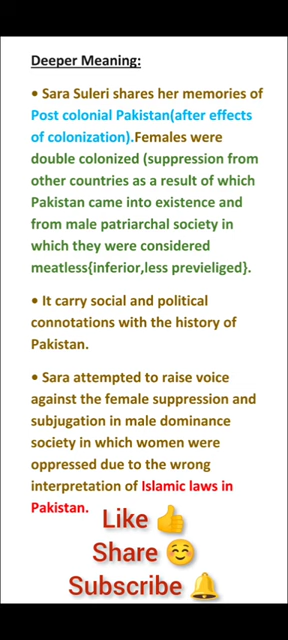 Deeper Meaning:
• Sara Suleri shares her memories of
Post colonial Pakistan(after effects
of colonization).Females were
double colonized (suppression from
other countries as a result of which
Pakistan came into existence and
from male patriarchal society in
which they were considered
meatless{inferior,less previeliged}.
• It carry social and political
connotations with the history of
Pakistan.
• Sara attempted to raise voice
against the female suppression and
subjugation in male dominance
society in which women were
oppressed due to the wrong
interpretation of Islamic laws in
Pakistan.
Like 👍
Share ☺️
Subscribe 🔔